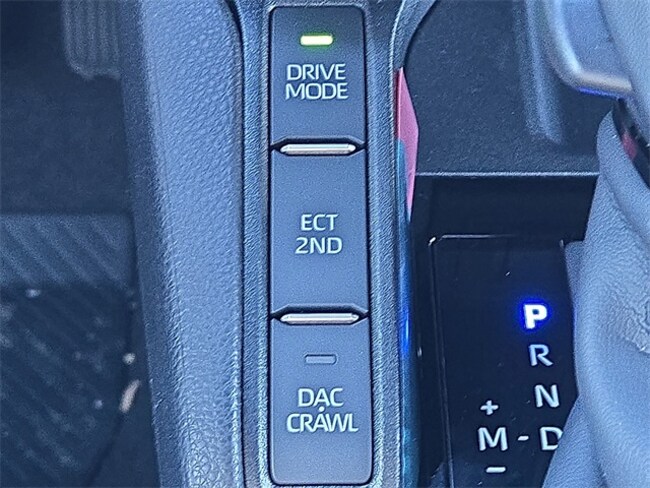 DRIVE
MODE
ECT
2ND
DAC
CRAWL
P
R
N
+
M - D
−